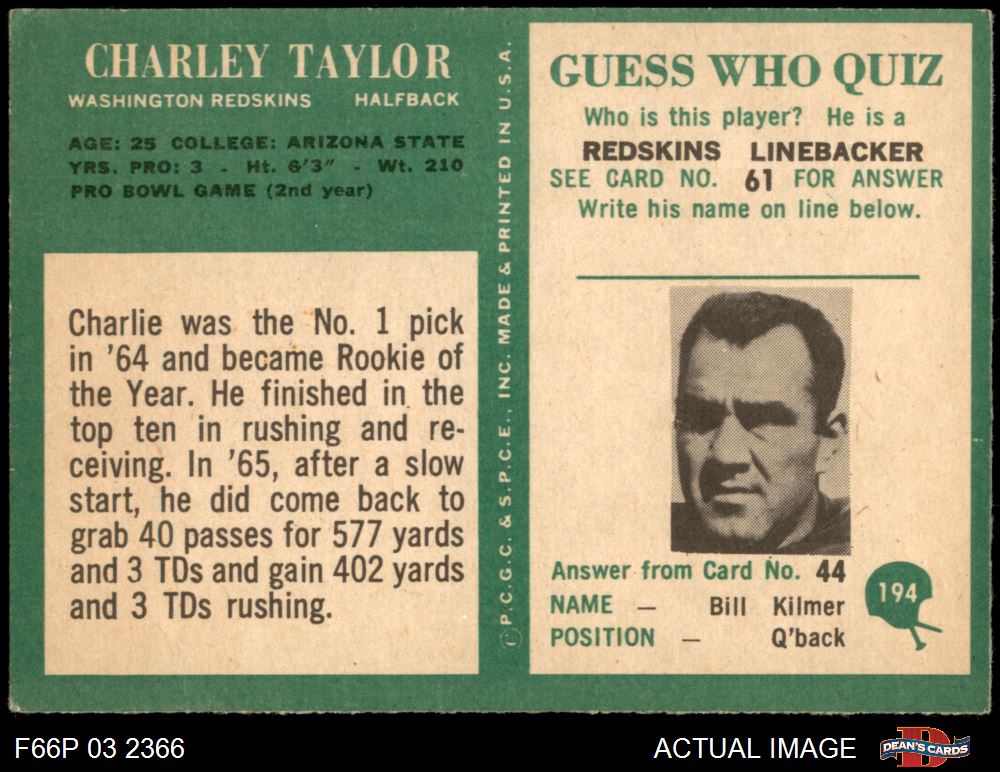 CHARLEY TAYLOR
WASHINGTON REDSKINS HALFBACK
AGE: 25 COLLEGE: ARIZONA STATE
YRS. PRO: 3 - Ht. 6'3" - Wt. 210
PRO BOWL GAME (2nd year)
Charlie was the No. 1 pick
in '64 and became Rookie of
the Year. He finished in the
top ten in rushing and re-
ceiving. In '65, after a slow
start, he did come back to
grab 40 passes for 577 yards
and 3 TDs and gain 402 yards
and 3 TDs rushing.
© P.C.G.C. & S.P.C.E., INC. MADE & PRINTED IN U.S.A.
GUESS WHO QUIZ
Who is this player? He is a
REDSKINS LINEBACKER
SEE CARD NO. 61 FOR ANSWER
Write his name on line below.
Answer from Card No. 44
NAME — Bill Kilmer
POSITION — Q'back
194
F66P 03 2366
ACTUAL IMAGE
D
DEAN'S CARDS